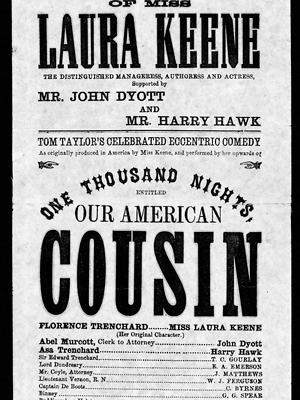 OF MISS
LAURA KEENE
THE DISTINGUISHED MANAGERESS, AUTHORESS AND ACTRESS,
Supported by
MR. JOHN DYOTT
AND
MR. HARRY HAWK
TOM TAYLOR'S CELEBRATED ECCENTRIC COMEDY
As originally produced in America by Miss Keene, and performed by her upwards of
ONE THOUSAND NIGHTS,
ENTITLED
OUR AMERICAN
COUSIN
FLORENCE TRENCHARD.........MISS LAURA KEENE
(Her Original Character.)
Abel Murcott, Clerk to Attorney...............John Dyott
Asa Trenchard...............Harry Hawk
Sir Edward Trenchard...............T. C. GOURLAY
Lord Dundreary...............E. A. EMERSON
Mr. Coyle, Attorney...............J. MATTHEWS
Lieutenant Vernon, R. N...............W. J. FERGUSON
Captain De Boots...............C. BYRNES
Binney...............G. G. SPEAR